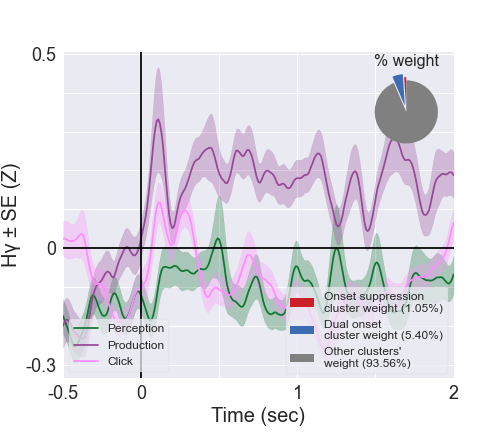 % weight
0.5
0
-0.3
Hγ ± SE (Z)
Perception
Production
Click
Onset suppression
cluster weight (1.05%)
Dual onset
cluster weight (5.40%)
Other clusters'
weight (93.56%)
-0.5
0
1
2
Time (sec)